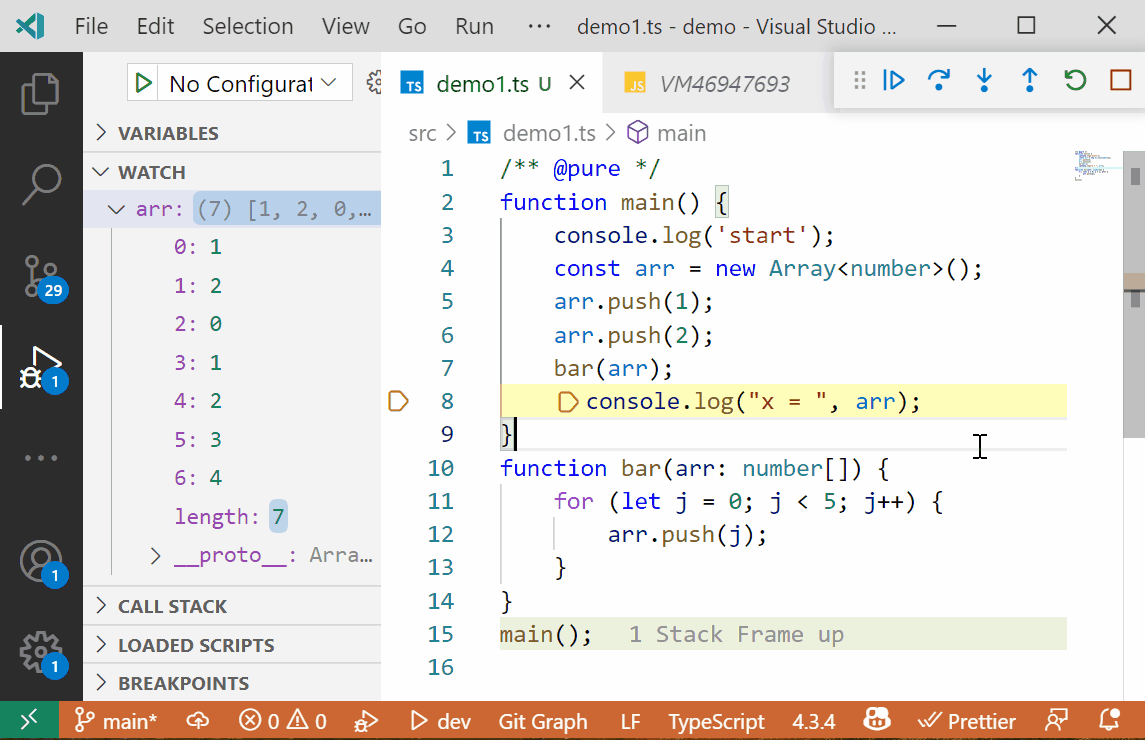 File Edit Selection View Go Run ··· demo1.ts - demo - Visual Studio ...
No Configurat
TS demo1.ts U
JS VM46947693
VARIABLES
WATCH
arr: (7) [1, 2, 0,…
0: 1
1: 2
2: 0
3: 1
4: 2
5: 3
6: 4
length: 7
__proto__: Arra…
CALL STACK
LOADED SCRIPTS
BREAKPOINTS
29
1
1
1
src > TS demo1.ts > main
1 /** @pure */
2 function main() {
3 console.log('start');
4 const arr = new Array<number>();
5 arr.push(1);
6 arr.push(2);
7 bar(arr);
8 console.log("x = ", arr);
9 }
10 function bar(arr: number[]) {
11 for (let j = 0; j < 5; j++) {
12 arr.push(j);
13 }
14 }
15 main(); 1 Stack Frame up
16
main* 0 0 dev Git Graph LF TypeScript 4.3.4 Prettier